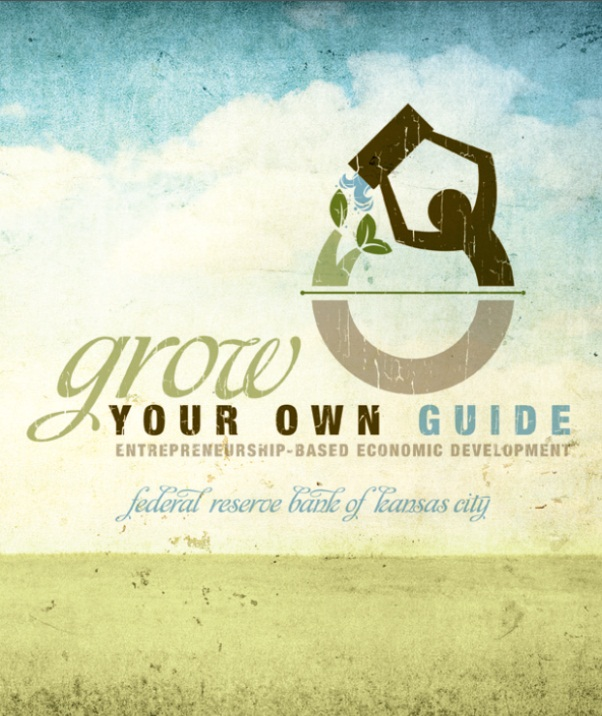 grow
YOUR OWN GUIDE
ENTREPRENEURSHIP-BASED ECONOMIC DEVELOPMENT
federal reserve bank of kansas city